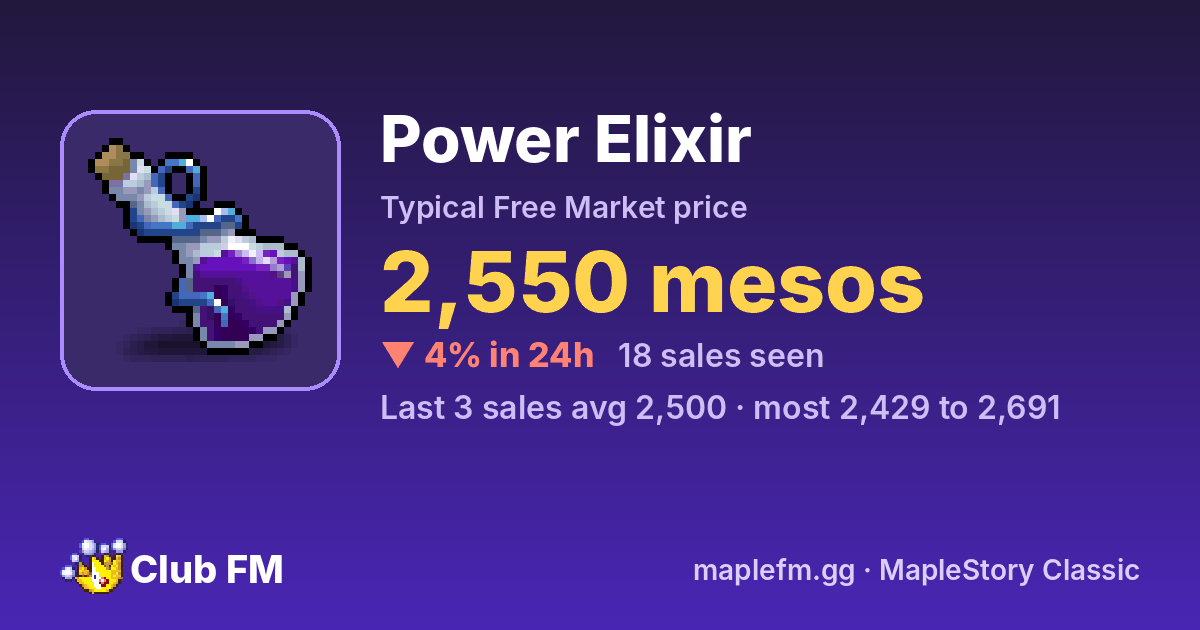 Power Elixir
Typical Free Market price
2,550 mesos
▼ 4% in 24h 18 sales seen
Last 3 sales avg 2,500 · most 2,429 to 2,691
Club FM
maplefm.gg · MapleStory Classic